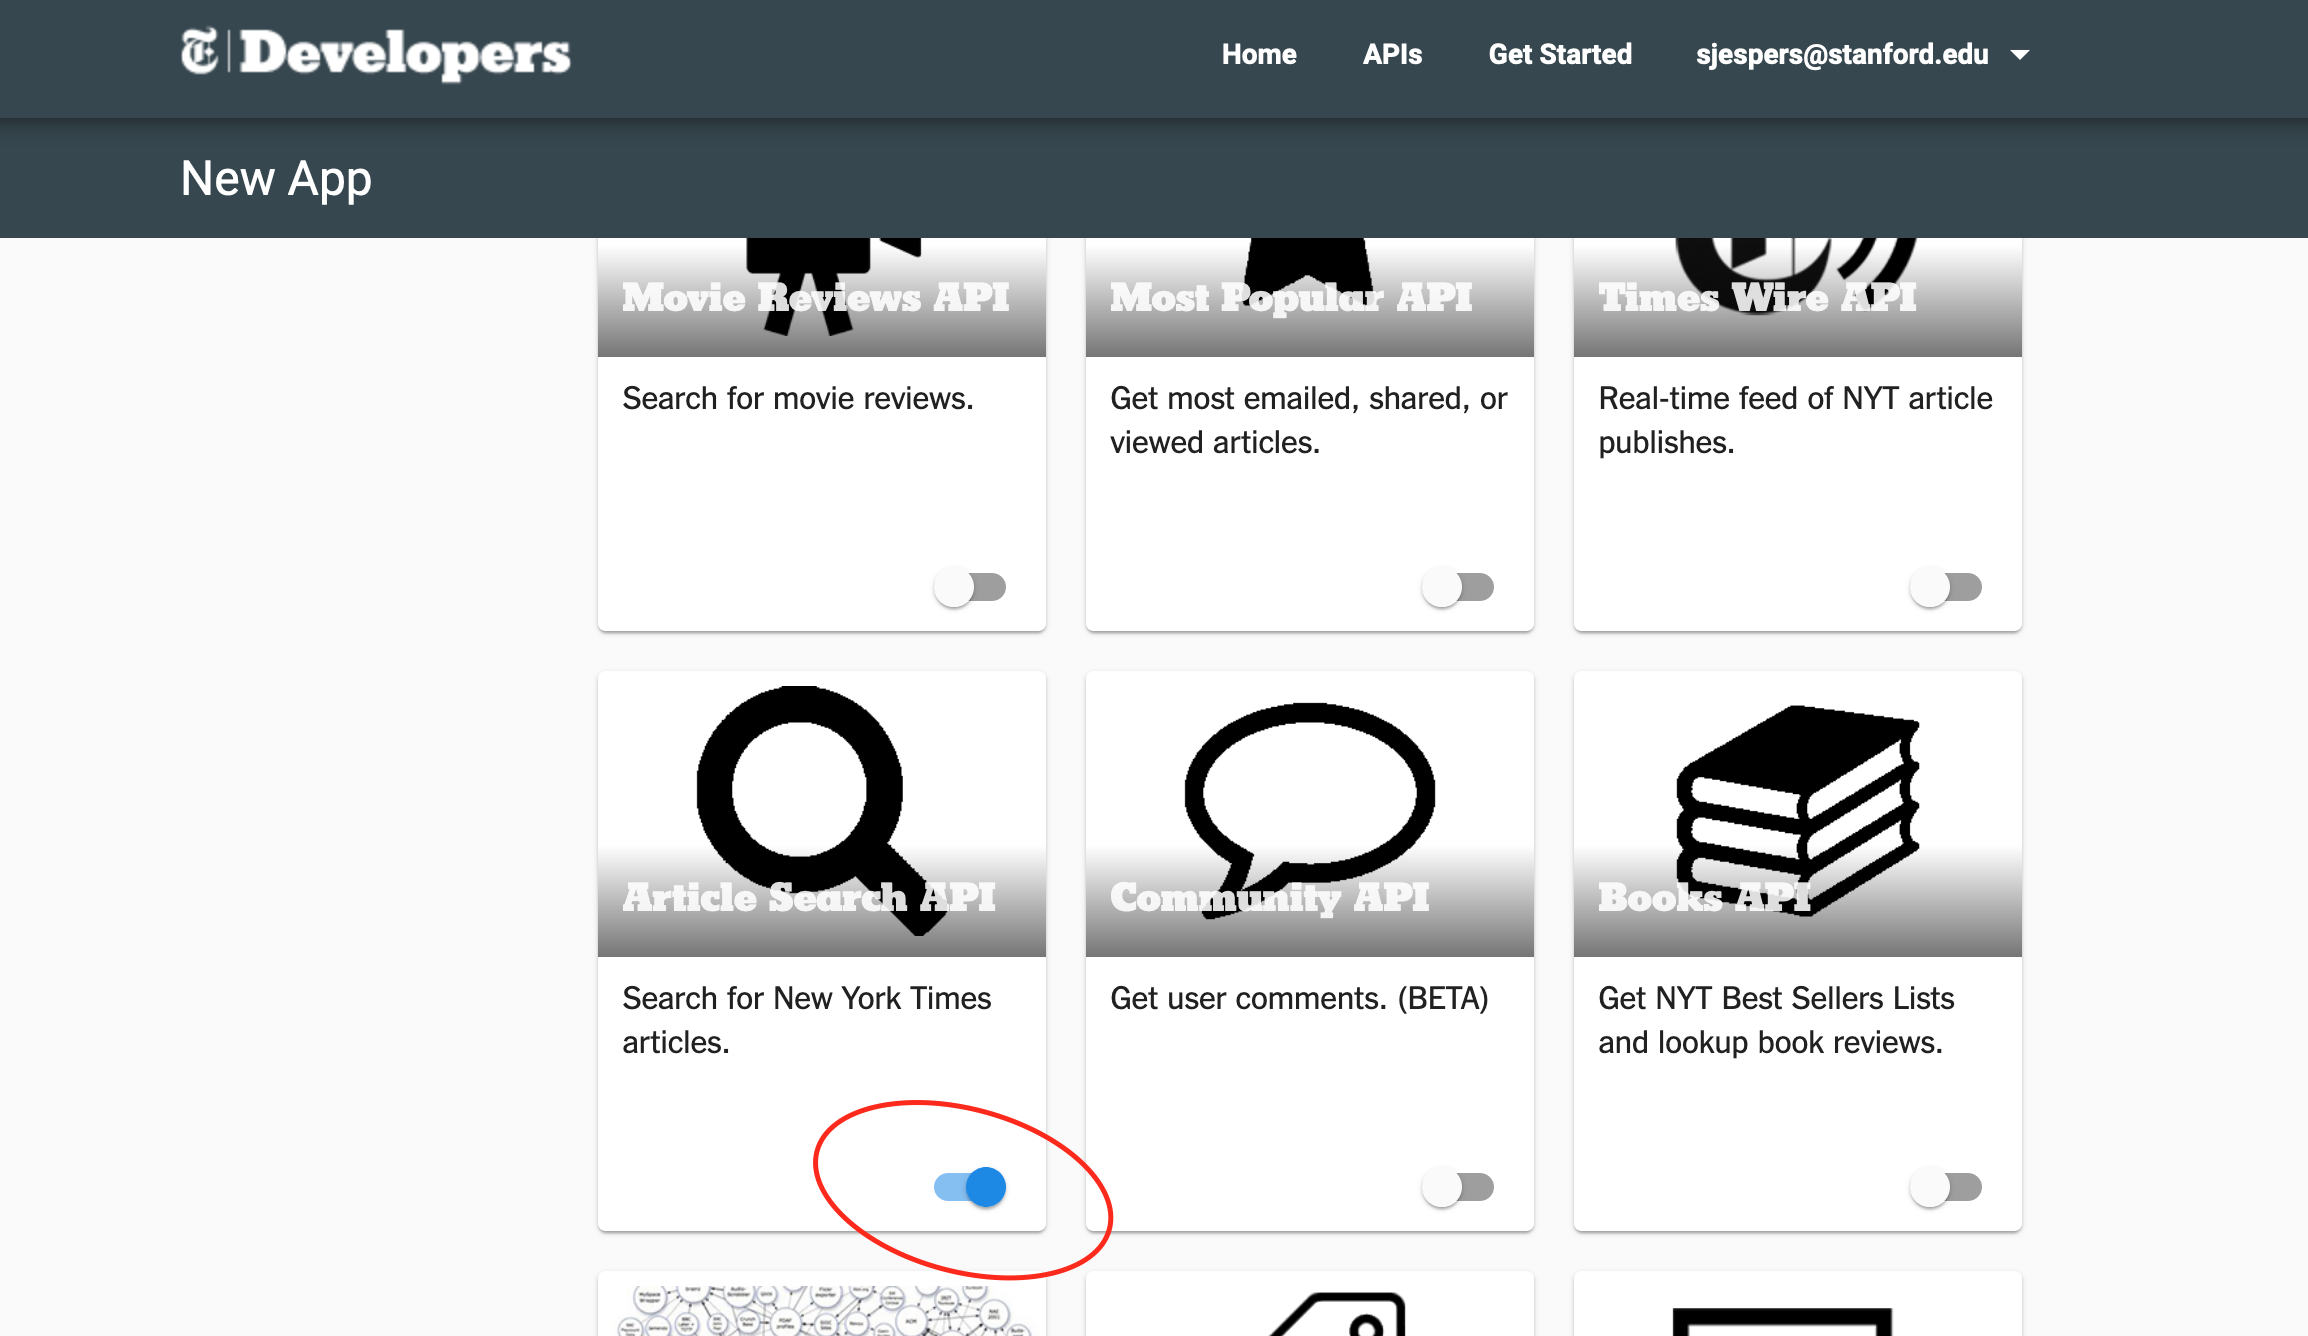 T Developers
Home APIs Get Started sjespers@stanford.edu
New App
Movie Reviews API
Most Popular API
Times Wire API
Search for movie reviews.
Get most emailed, shared, or
viewed articles.
Real-time feed of NYT article
publishes.
Article Search API
Community API
Books API
Search for New York Times
articles.
Get user comments. (BETA)
Get NYT Best Sellers Lists
and lookup book reviews.